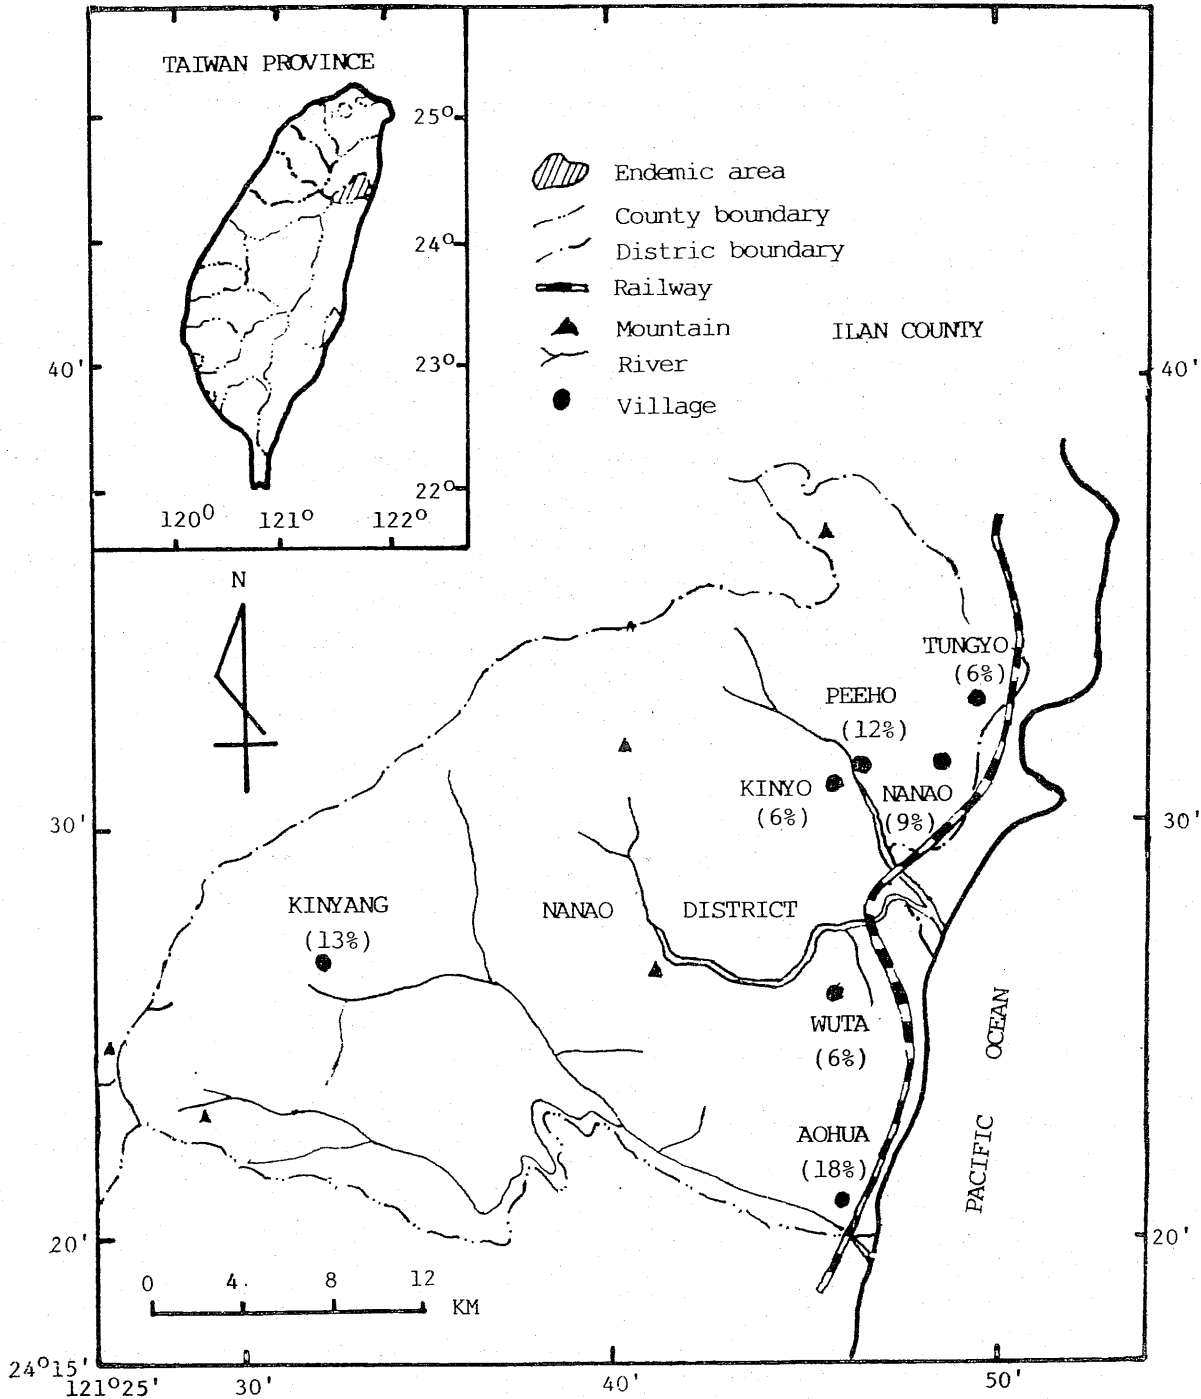 TAIWAN PROVINCE
25°
24°
23°
22°
120° 121° 122°
Endemic area
County boundary
Distric boundary
Railway
Mountain
River
Village
ILAN COUNTY
40'
40'
N
TUNGYO
(6%)
PEEHO
(12%)
KINYO
(6%)
NANAO
(9%)
30'
30'
KINYANG
(13%)
NANAO DISTRICT
WUTA
(6%)
PACIFIC OCEAN
AOHUA
(18%)
20'
20'
0 4 8 12
KM
24°15'
121°25' 30' 40' 50'